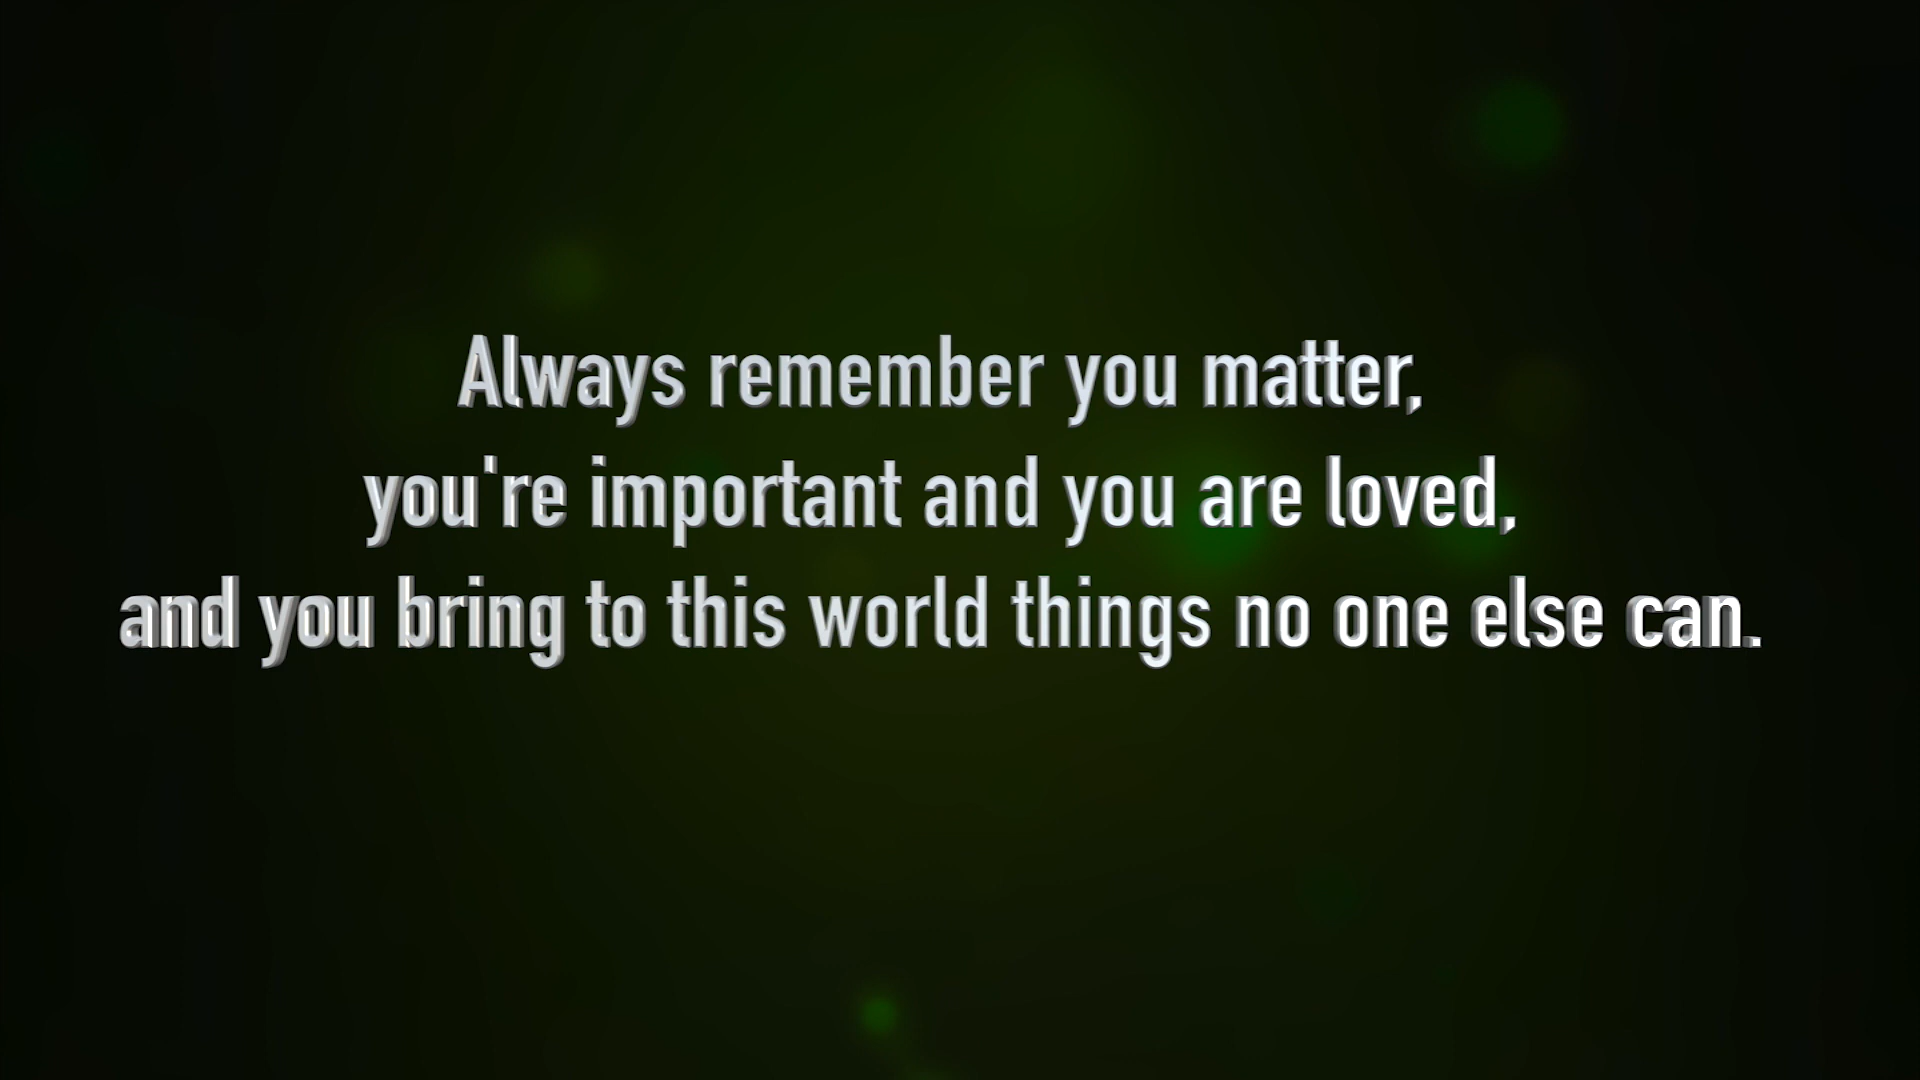 Always remember you matter,
you're important and you are loved,
and you bring to this world things no one else can.